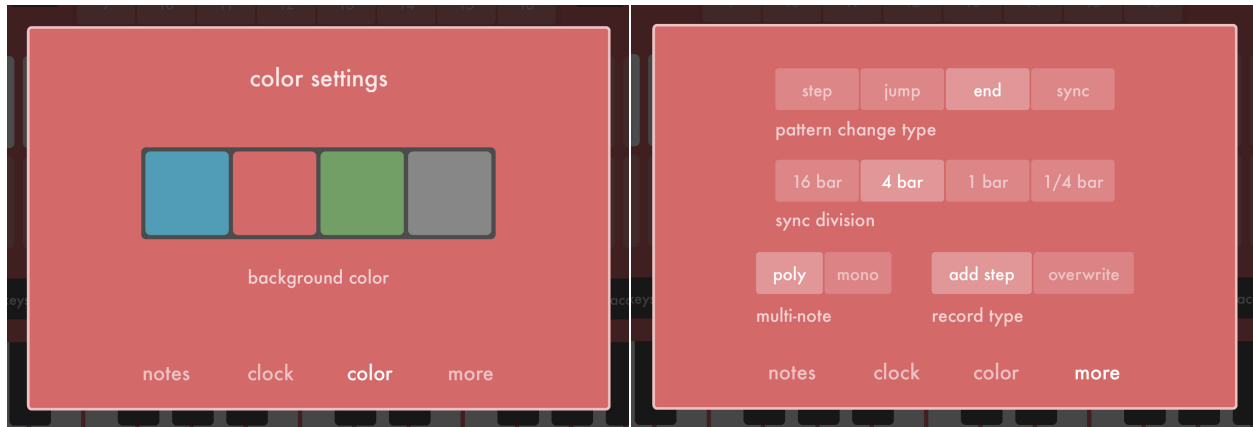 color settings
background color
notes clock color more
step jump end sync
pattern change type
16 bar 4 bar 1 bar 1/4 bar
sync division
poly mono add step overwrite
multi-note record type
notes clock color more